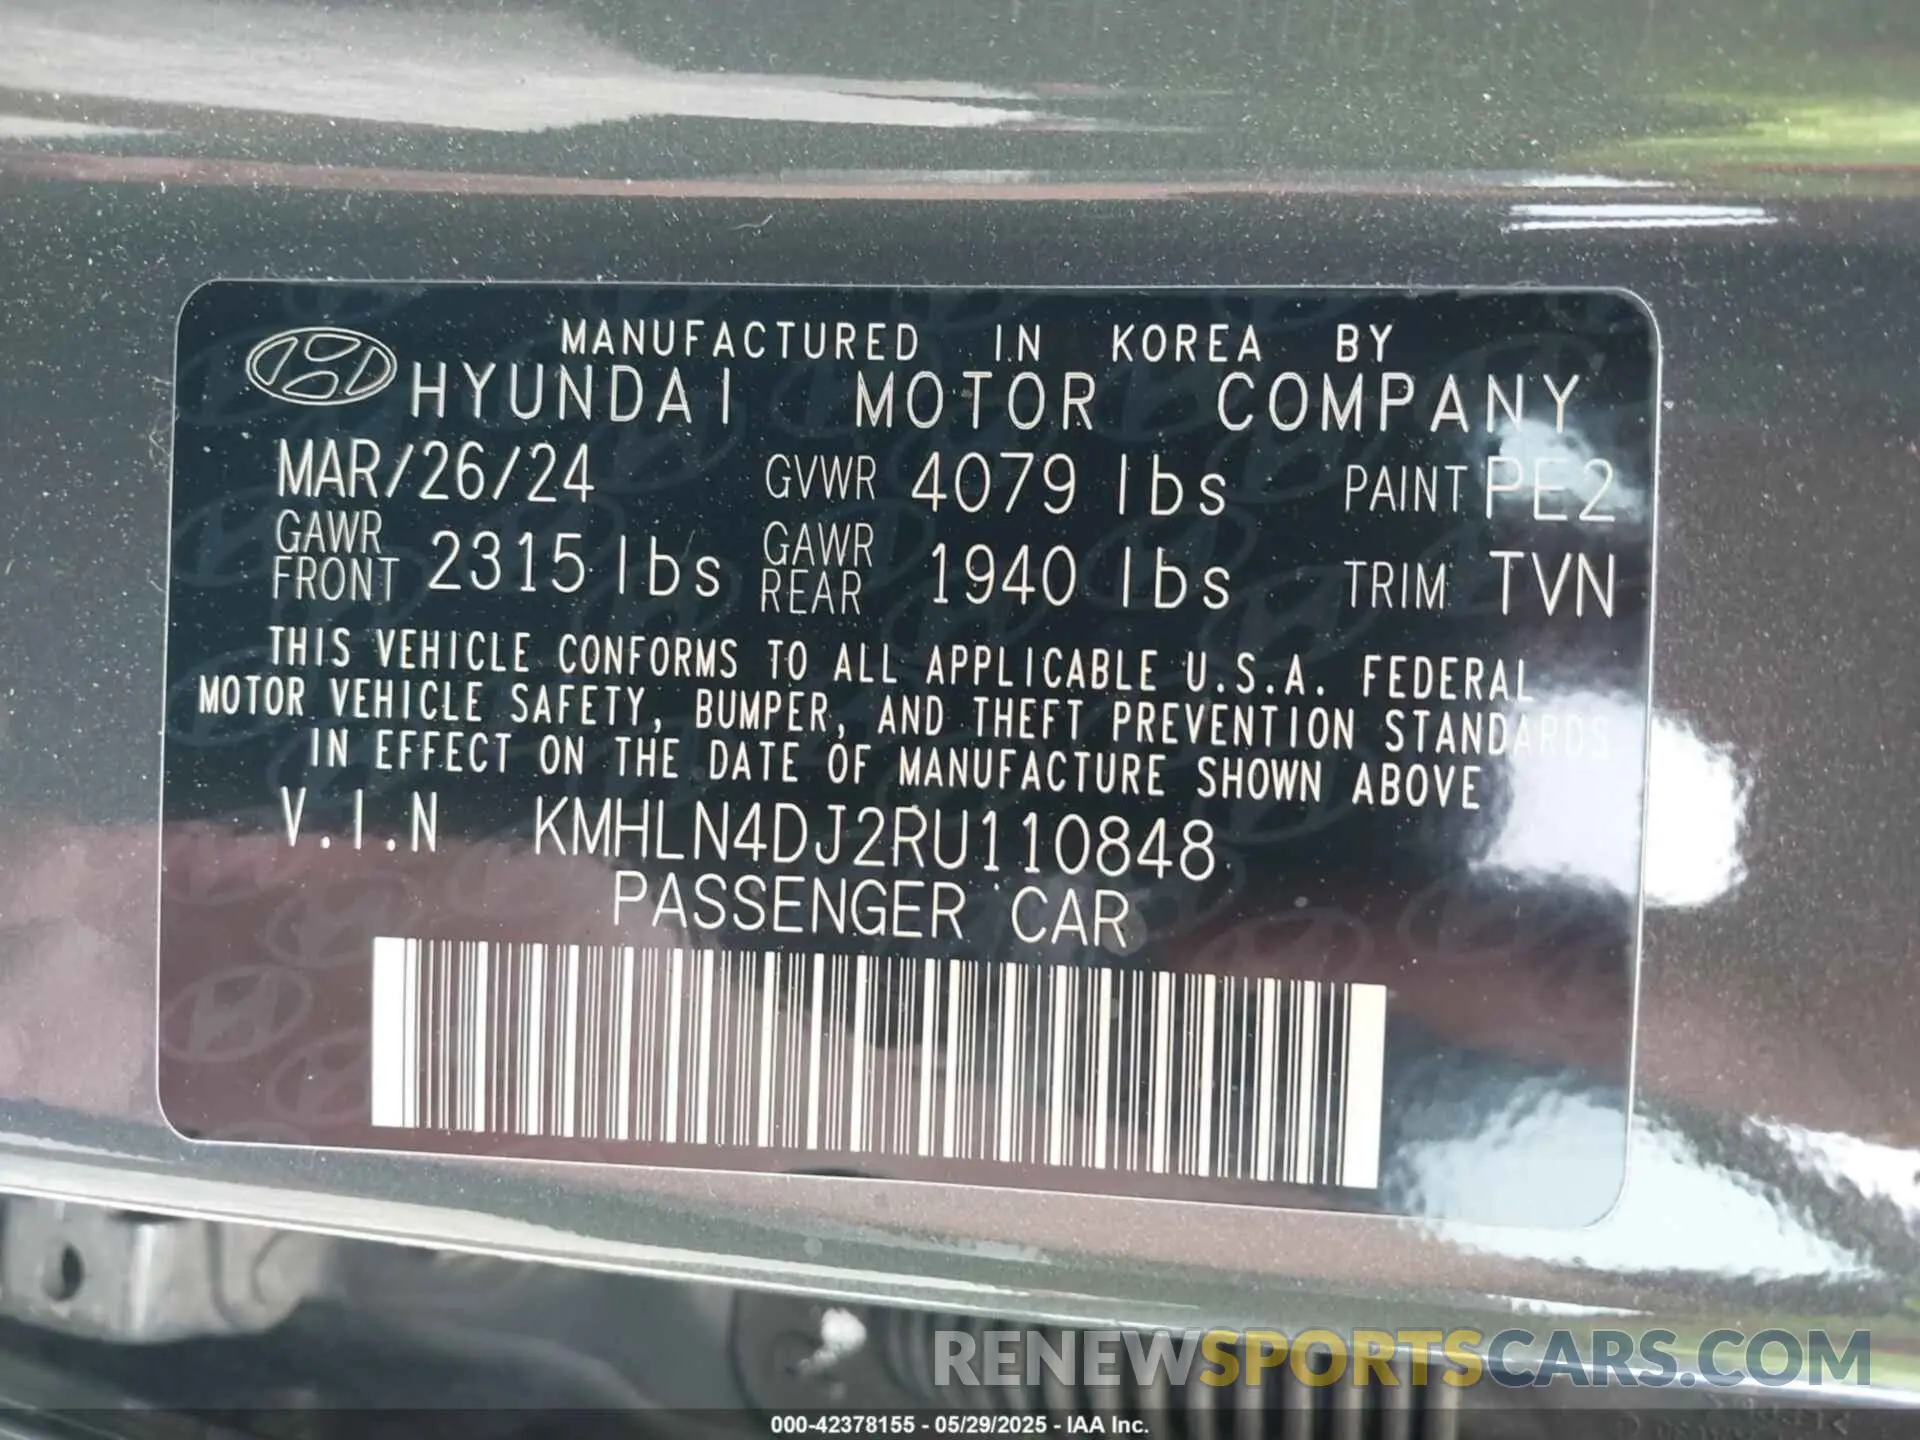 MANUFACTURED IN KOREA BY
HYUNDAI MOTOR COMPANY
MAR/26/24 GVWR 4079 lbs PAINT PE2
GAWR FRONT 2315 lbs GAWR REAR 1940 lbs TRIM TVN
THIS VEHICLE CONFORMS TO ALL APPLICABLE U.S.A. FEDERAL
MOTOR VEHICLE SAFETY, BUMPER, AND THEFT PREVENTION STANDARDS
IN EFFECT ON THE DATE OF MANUFACTURE SHOWN ABOVE
V.I.N KMHLN4DJ2RU110848
PASSENGER CAR
RENEWSPORTSCARS.COM
000-42378155 - 05/29/2025 - IAA Inc.